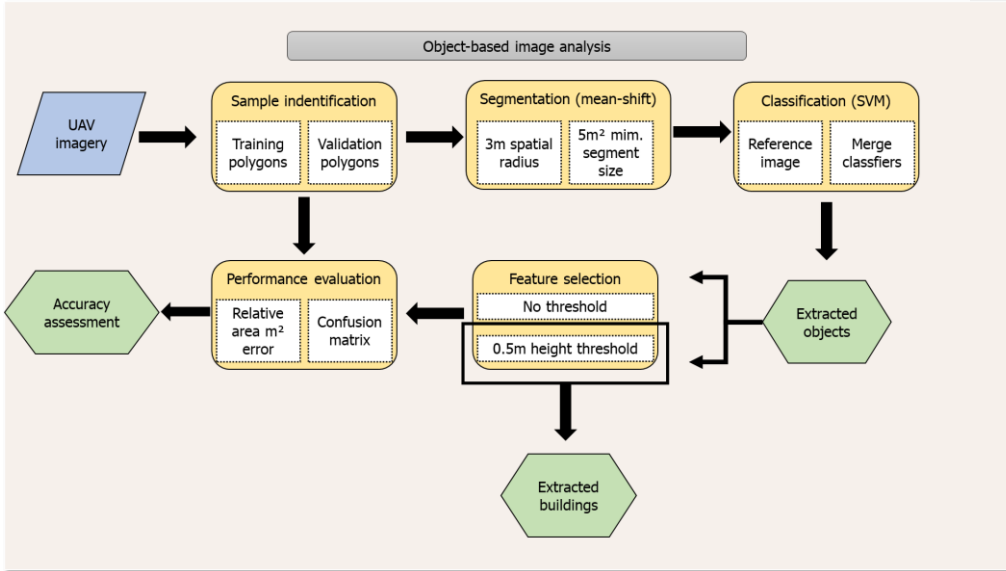 Object-based image analysis
UAV
imagery
Sample indentification
Training
polygons
Validation
polygons
Segmentation (mean-shift)
3m spatial
radius
5m² mim.
segment
size
Classification (SVM)
Reference
image
Merge
classfiers
Accuracy
assessment
Performance evaluation
Relative
area m²
error
Confusion
matrix
Feature selection
No threshold
0.5m height threshold
Extracted
objects
Extracted
buildings